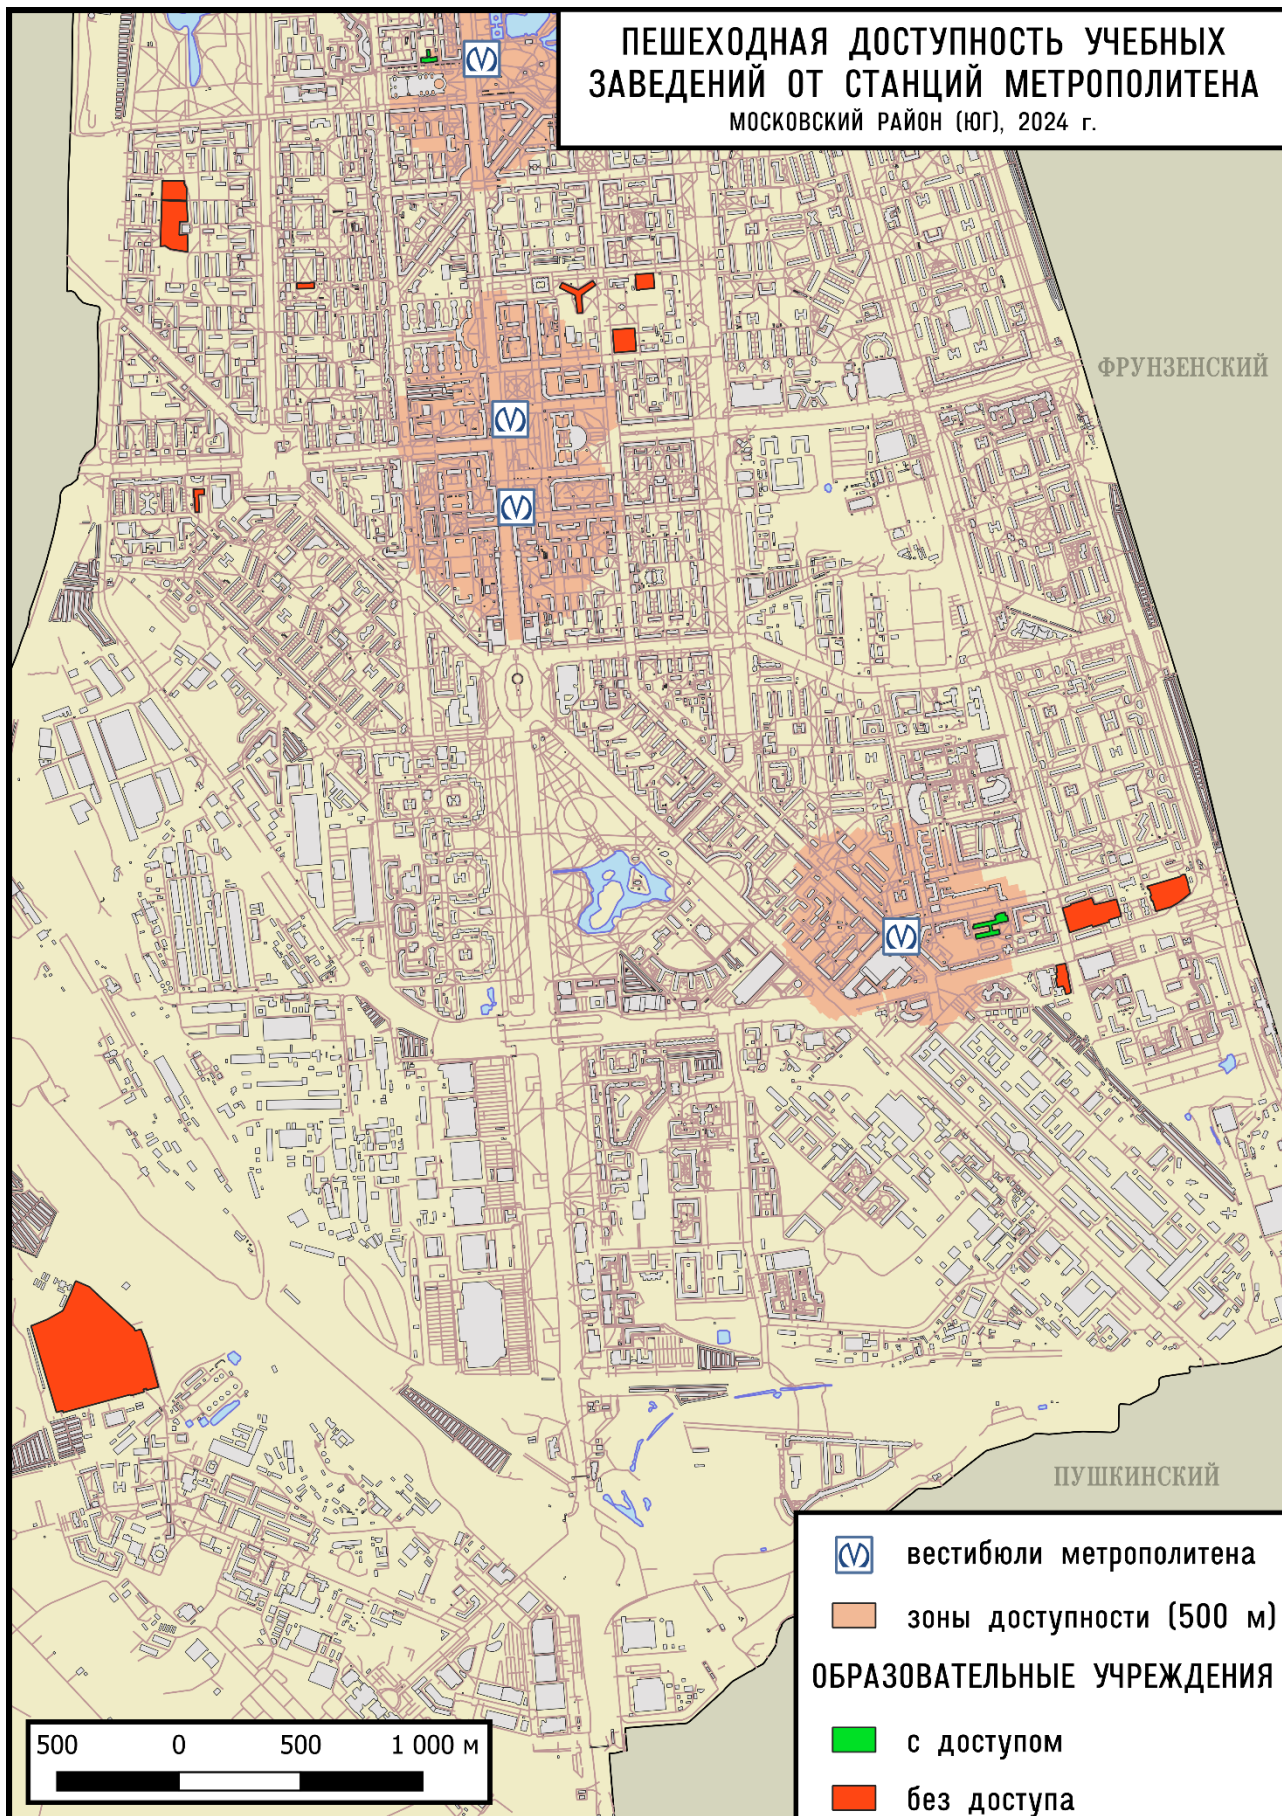 ПЕШЕХОДНАЯ ДОСТУПНОСТЬ УЧЕБНЫХ
ЗАВЕДЕНИЙ ОТ СТАНЦИЙ МЕТРОПОЛИТЕНА
МОСКОВСКИЙ РАЙОН (ЮГ), 2024 г.
ФРУНЗЕНСКИЙ
ПУШКИНСКИЙ
вестибюли метрополитена
зоны доступности (500 м)
ОБРАЗОВАТЕЛЬНЫЕ УЧРЕЖДЕНИЯ
с доступом
без доступа
500 0 500 1 000 м